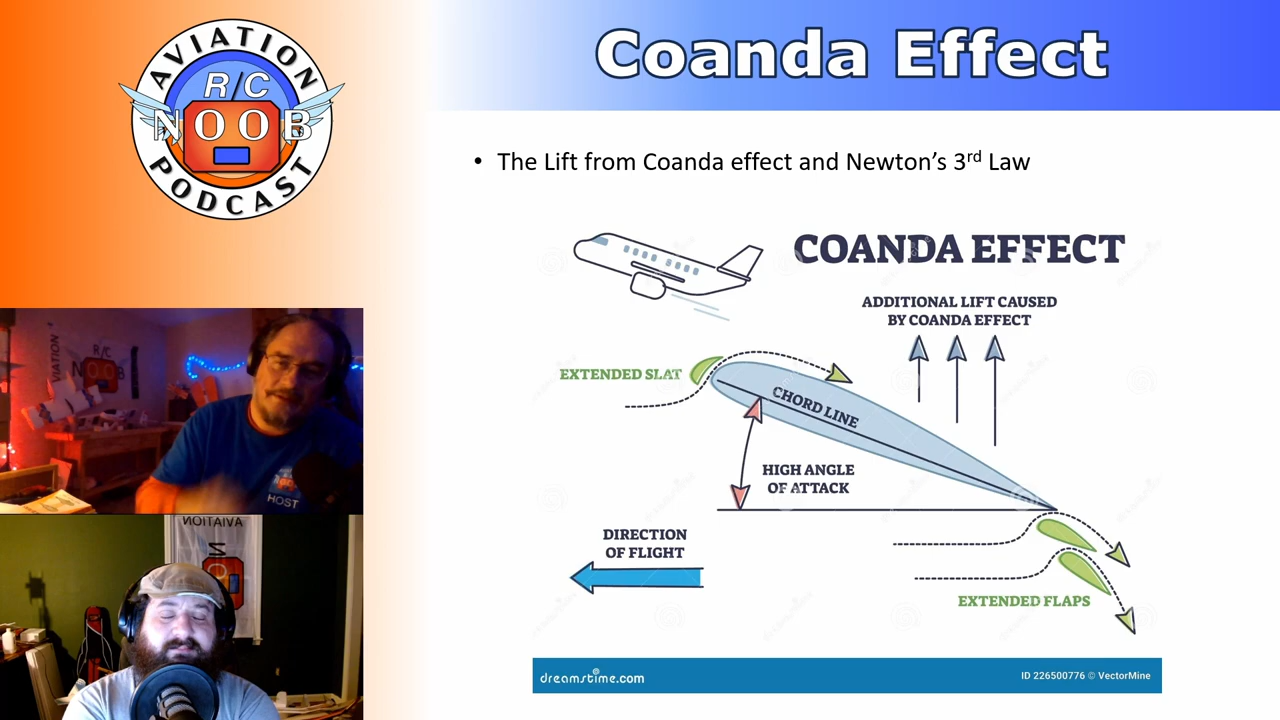 AVIATION
R/C
NOOB
PODCAST
Coanda Effect
• The Lift from Coanda effect and Newton's 3rd Law
COANDA EFFECT
ADDITIONAL LIFT CAUSED
BY COANDA EFFECT
EXTENDED SLAT
CHORD LINE
HIGH ANGLE
OF ATTACK
DIRECTION
OF FLIGHT
EXTENDED FLAPS
dreamstime.com
ID 226500776 © VectorMine
AVIATION
R/C
NOOB
HOST
AVIATION
N